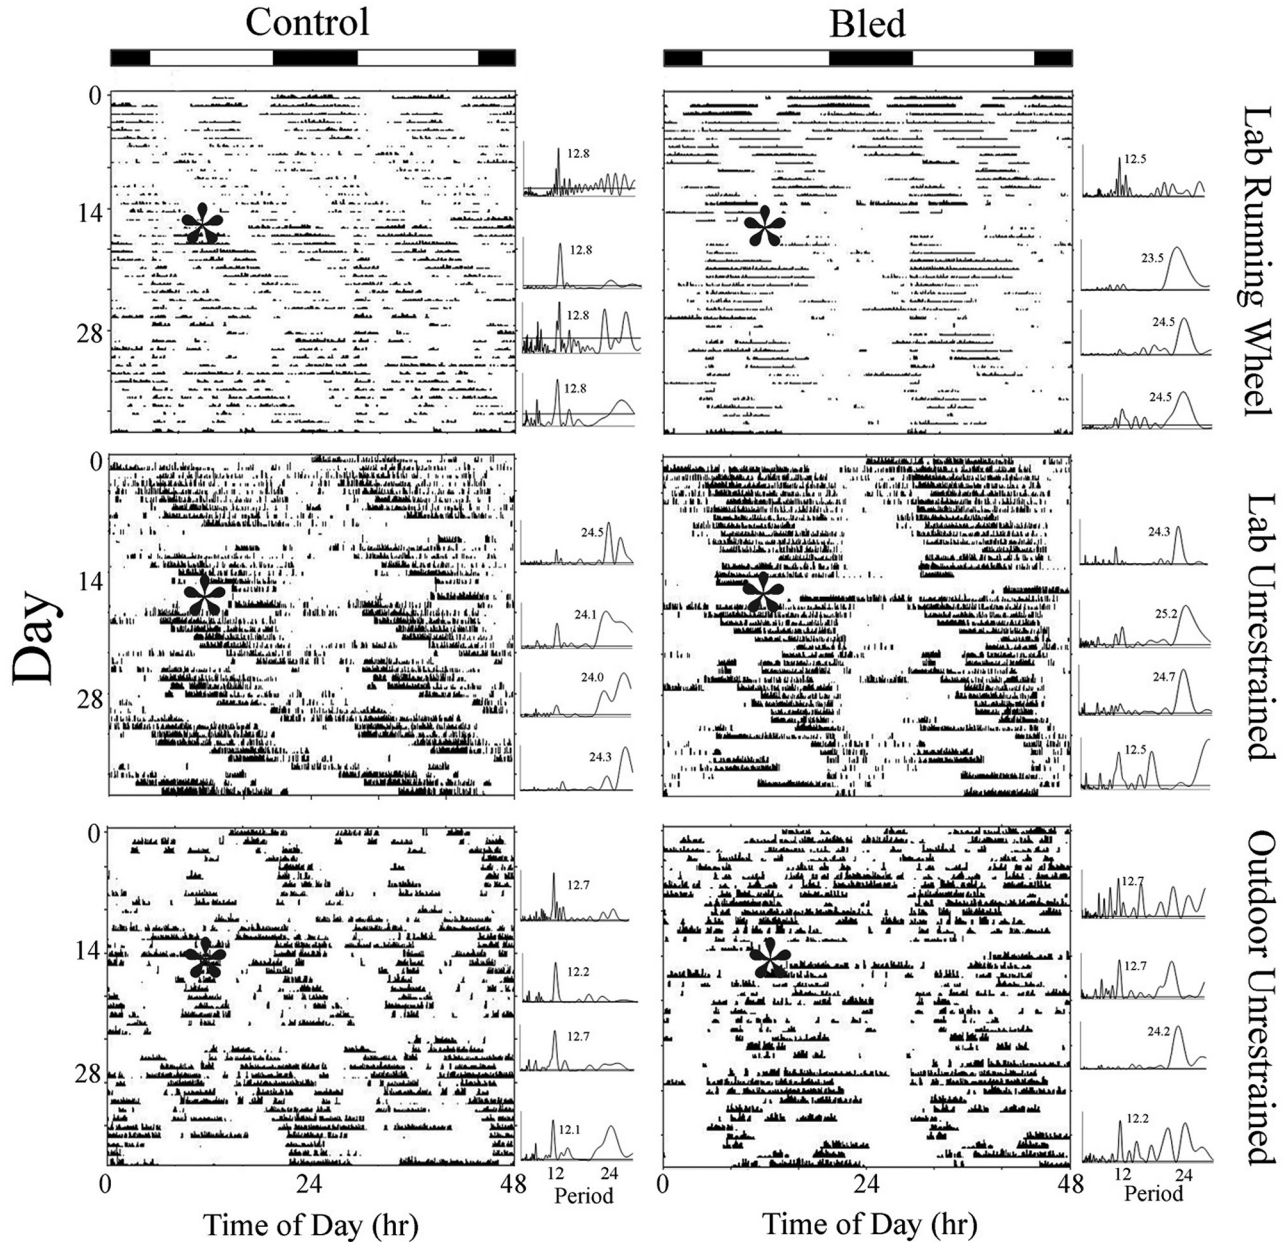 Control
Bled
0
14
28
12.8
12.8
12.8
12.8
12.5
23.5
24.5
24.5
Lab Running Wheel
0
14
28
24.5
24.1
24.0
24.3
24.3
25.2
24.7
12.5
Lab Unrestrained
Day
0
14
28
12.7
12.2
12.7
12.1
12 24
Period
12.7
12.7
24.2
12.2
12 24
Period
Outdoor Unrestrained
0 24 48
Time of Day (hr)
0 24 48
Time of Day (hr)